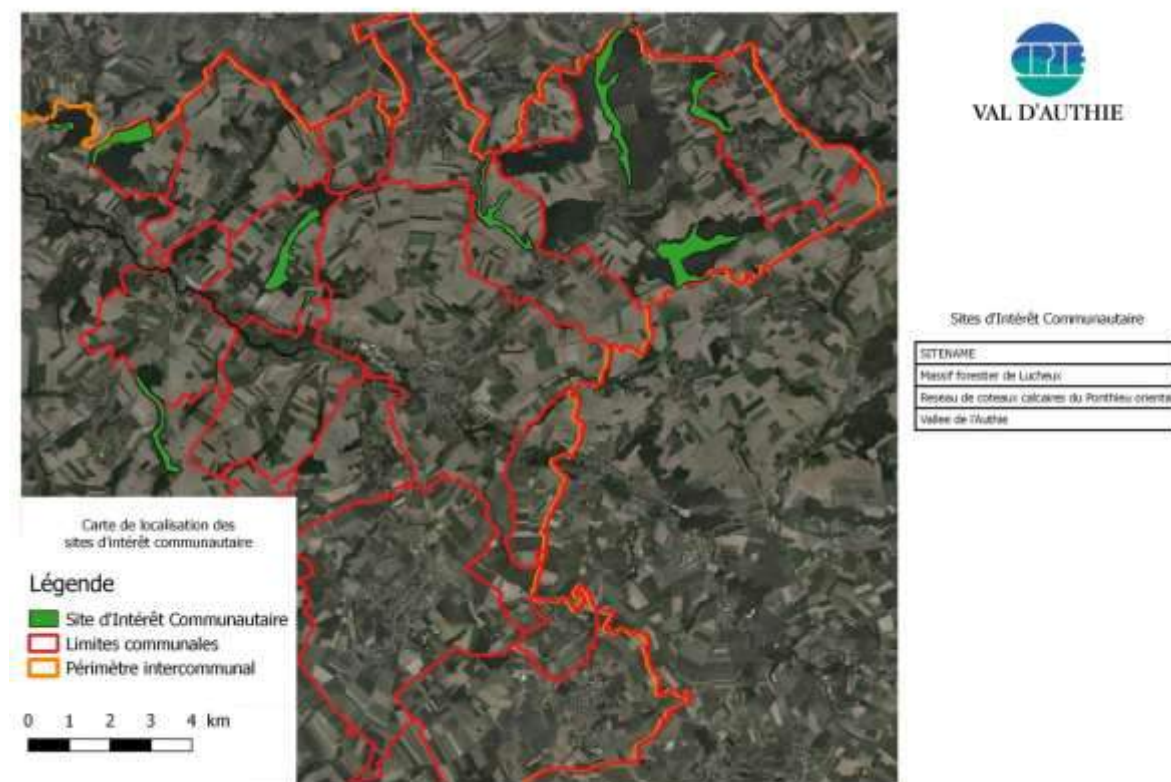 CPIE
VAL D'AUTHIE
Sites d'Intérêt Communautaire
SITENAME
Massif forestier de Lucheux
Reseau de coteaux calcaires du Ponthieu orienta
Vallee de l'Authie
Carte de localisation des
sites d'intérêt communautaire
Légende
Site d'Intérêt Communautaire
Limites communales
Périmètre intercommunal
0 1 2 3 4 km